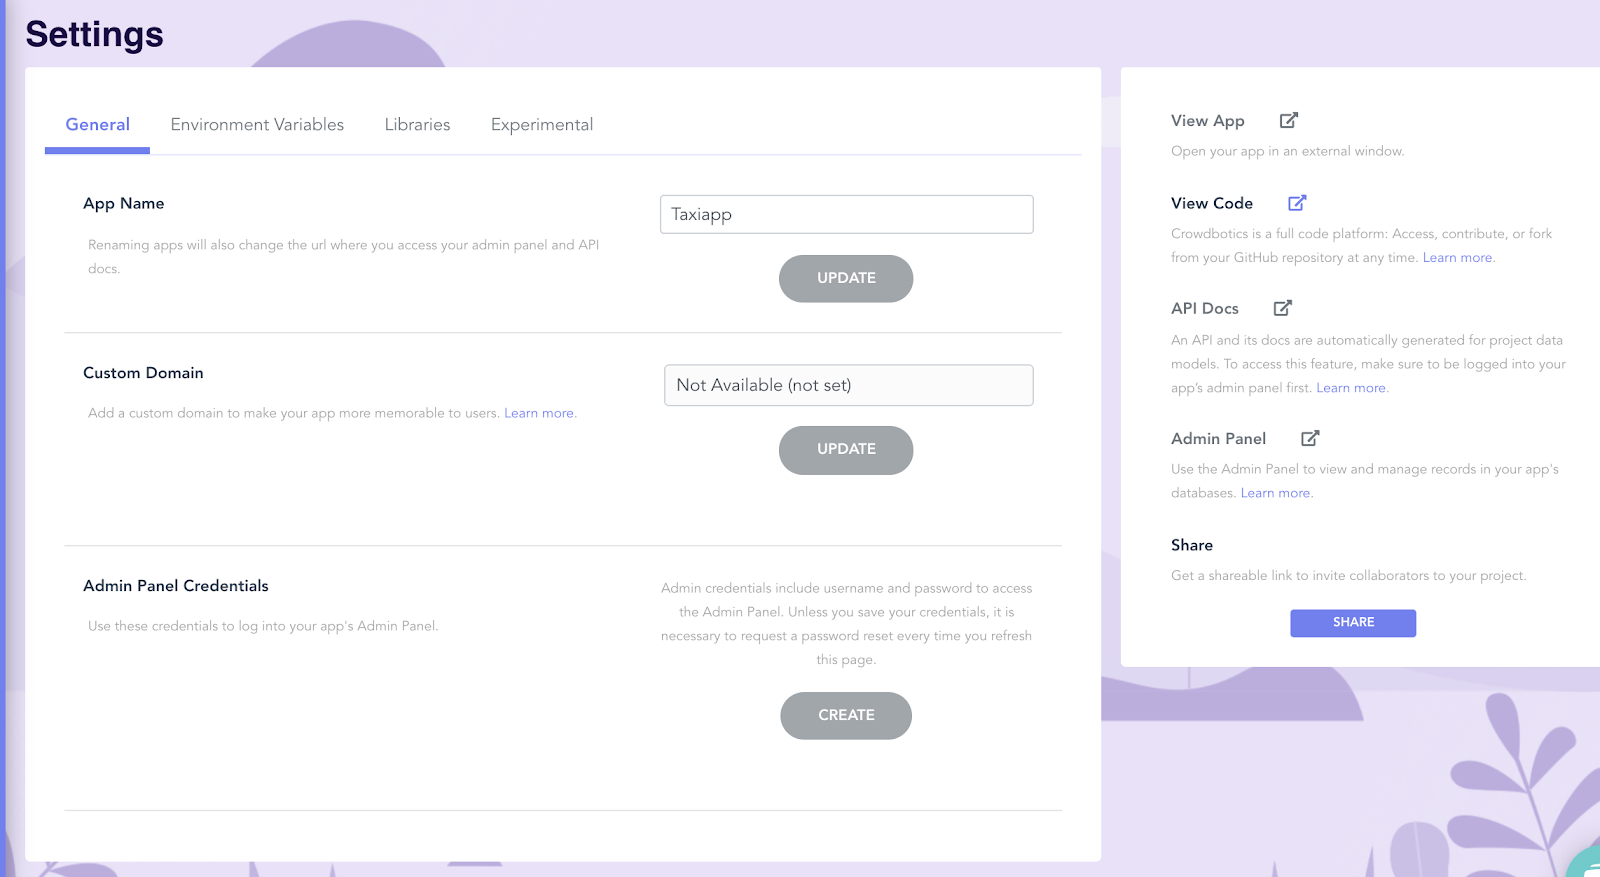 Settings
General
Environment Variables
Libraries
Experimental
App Name
Renaming apps will also change the url where you access your admin panel and API
docs.
Taxiapp
UPDATE
Custom Domain
Add a custom domain to make your app more memorable to users. Learn more.
Not Available (not set)
UPDATE
Admin Panel Credentials
Use these credentials to log into your app's Admin Panel.
Admin credentials include username and password to access
the Admin Panel. Unless you save your credentials, it is
necessary to request a password reset every time you refresh
this page.
CREATE
View App
Open your app in an external window.
View Code
Crowdbotics is a full code platform: Access, contribute, or fork
from your GitHub repository at any time. Learn more.
API Docs
An API and its docs are automatically generated for project data
models. To access this feature, make sure to be logged into your
app's admin panel first. Learn more.
Admin Panel
Use the Admin Panel to view and manage records in your app's
databases. Learn more.
Share
Get a shareable link to invite collaborators to your project.
SHARE